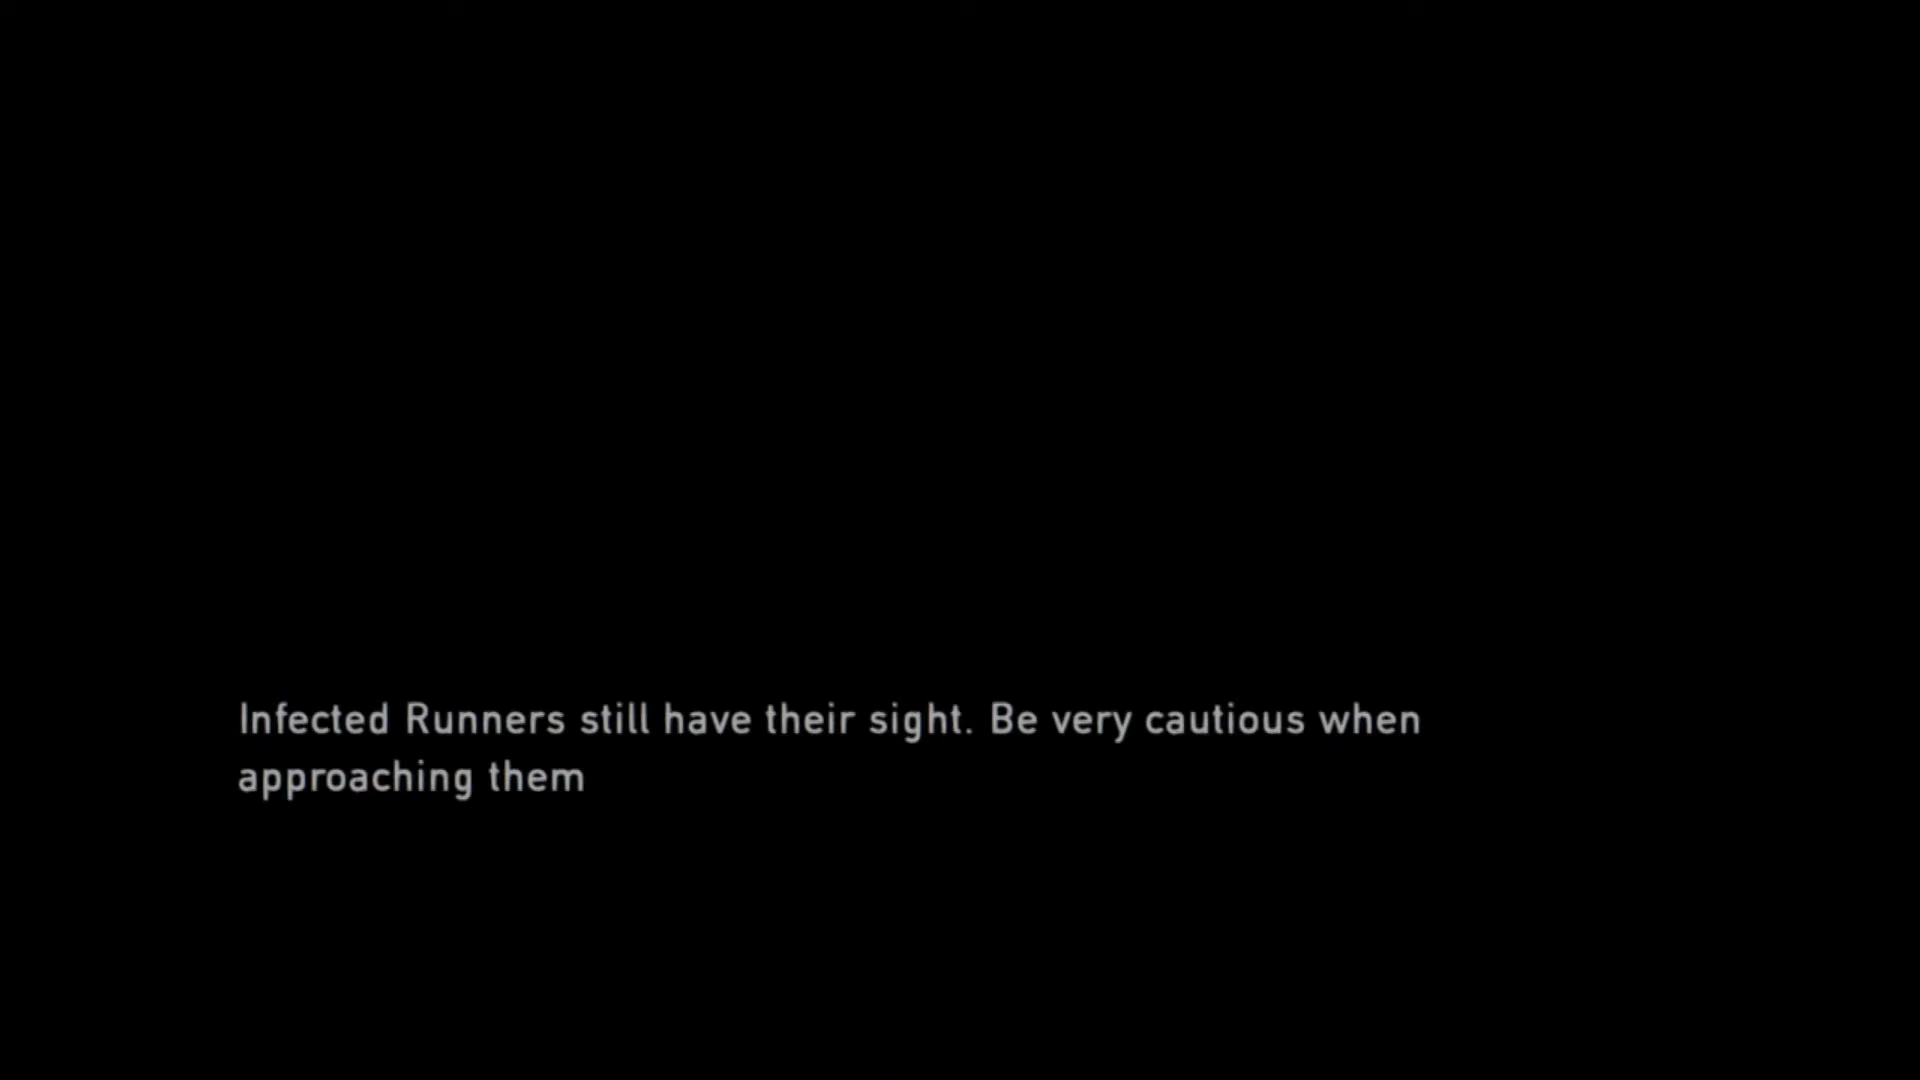 Infected Runners still have their sight. Be very cautious when
approaching them